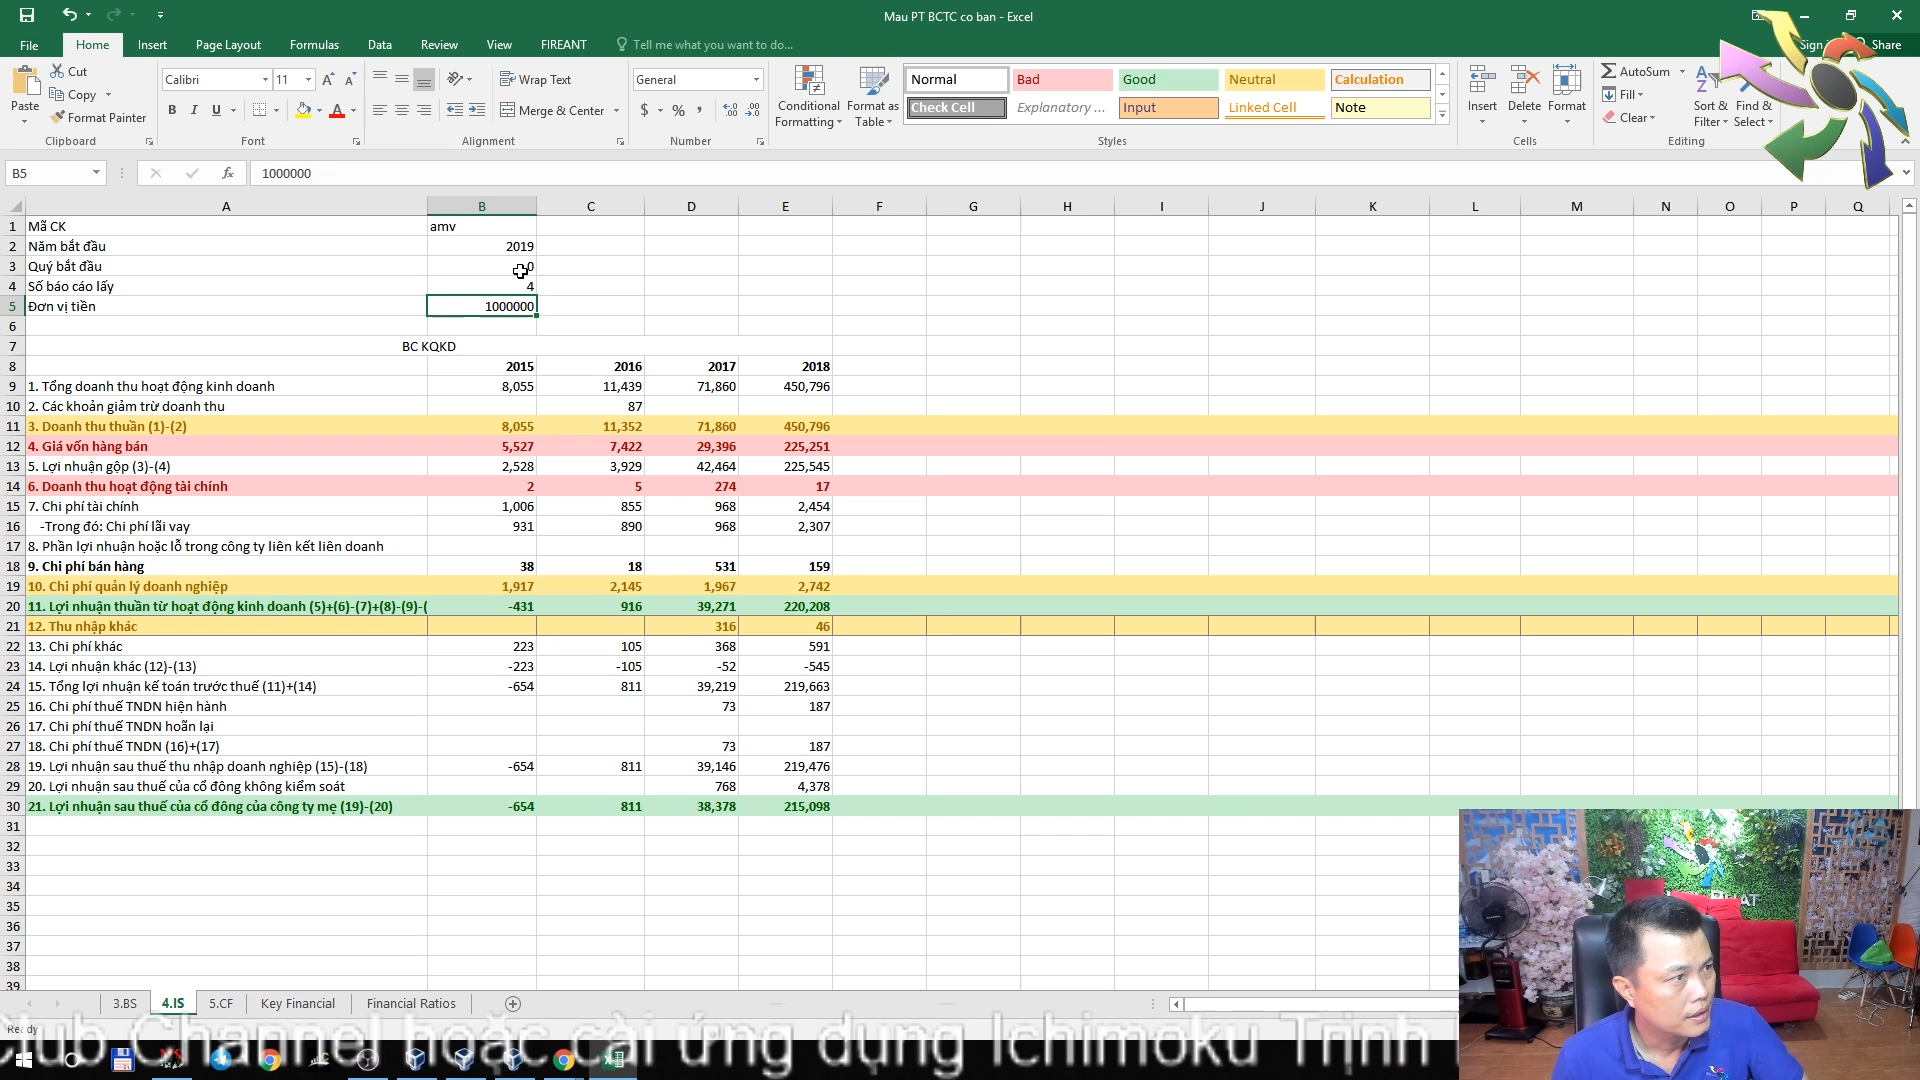 Mau PT BCTC co ban - Excel
File Home Insert Page Layout Formulas Data Review View FIREANT Tell me what you want to do... Share
Paste Cut Copy Format Painter Clipboard
Calibri 11 Font
Wrap Text Merge & Center Alignment
General Number
Conditional Formatting Format as Table
Normal Bad Good Neutral Calculation
Check Cell Explanatory ... Input Linked Cell Note
Styles
Insert Delete Format Cells
AutoSum Fill Clear Sort & Filter Find & Select Editing
B5 fx 1000000
A B C D E F G H I J K L M N O P Q
1 Mã CK amv
2 Năm bắt đầu 2019
3 Quý bắt đầu 0
4 Số báo cáo lấy 4
5 Đơn vị tiền 1000000
6
7 BC KQKD
8 2015 2016 2017 2018
9 1. Tổng doanh thu hoạt động kinh doanh 8,055 11,439 71,860 450,796
10 2. Các khoản giảm trừ doanh thu 87
11 3. Doanh thu thuần (1)-(2) 8,055 11,352 71,860 450,796
12 4. Giá vốn hàng bán 5,527 7,422 29,396 225,251
13 5. Lợi nhuận gộp (3)-(4) 2,528 3,929 42,464 225,545
14 6. Doanh thu hoạt động tài chính 2 5 274 17
15 7. Chi phí tài chính 1,006 855 968 2,454
16 -Trong đó: Chi phí lãi vay 931 890 968 2,307
17 8. Phần lợi nhuận hoặc lỗ trong công ty liên kết liên doanh
18 9. Chi phí bán hàng 38 18 531 159
19 10. Chi phí quản lý doanh nghiệp 1,917 2,145 1,967 2,742
20 11. Lợi nhuận thuần từ hoạt động kinh doanh (5)+(6)-(7)+(8)-(9)-( -431 916 39,271 220,208
21 12. Thu nhập khác 316 46
22 13. Chi phí khác 223 105 368 591
23 14. Lợi nhuận khác (12)-(13) -223 -105 -52 -545
24 15. Tổng lợi nhuận kế toán trước thuế (11)+(14) -654 811 39,219 219,663
25 16. Chi phí thuế TNDN hiện hành 73 187
26 17. Chi phí thuế TNDN hoãn lại
27 18. Chi phí thuế TNDN (16)+(17) 73 187
28 19. Lợi nhuận sau thuế thu nhập doanh nghiệp (15)-(18) -654 811 39,146 219,476
29 20. Lợi nhuận sau thuế của cổ đông không kiểm soát 768 4,378
30 21. Lợi nhuận sau thuế của cổ đông của công ty mẹ (19)-(20) -654 811 38,378 215,098
31
32
33
34
35
36
37
38
39
3.BS 4.IS 5.CF Key Financial Financial Ratios
Ready
Club Channel hoặc cài ứng dụng Ichimoku Trịnh